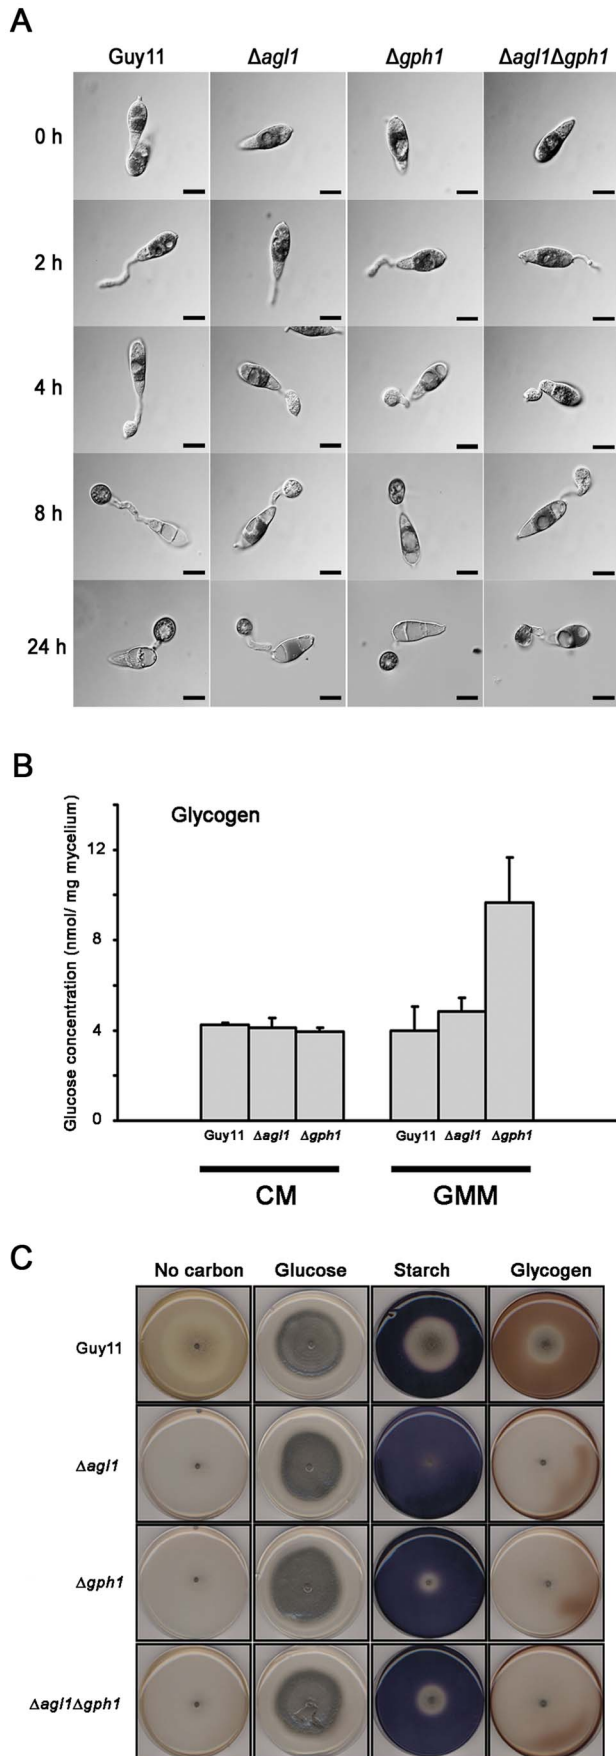 A
Guy11 Δagl1 Δgph1 Δagl1Δgph1
0 h
2 h
4 h
8 h
24 h
B
Glycogen
Glucose concentration (nmol/ mg mycelium)
12
8
4
0
Guy11 Δagl1 Δgph1 Guy11 Δagl1 Δgph1
CM GMM
C
No carbon Glucose Starch Glycogen
Guy11
Δagl1
Δgph1
Δagl1Δgph1